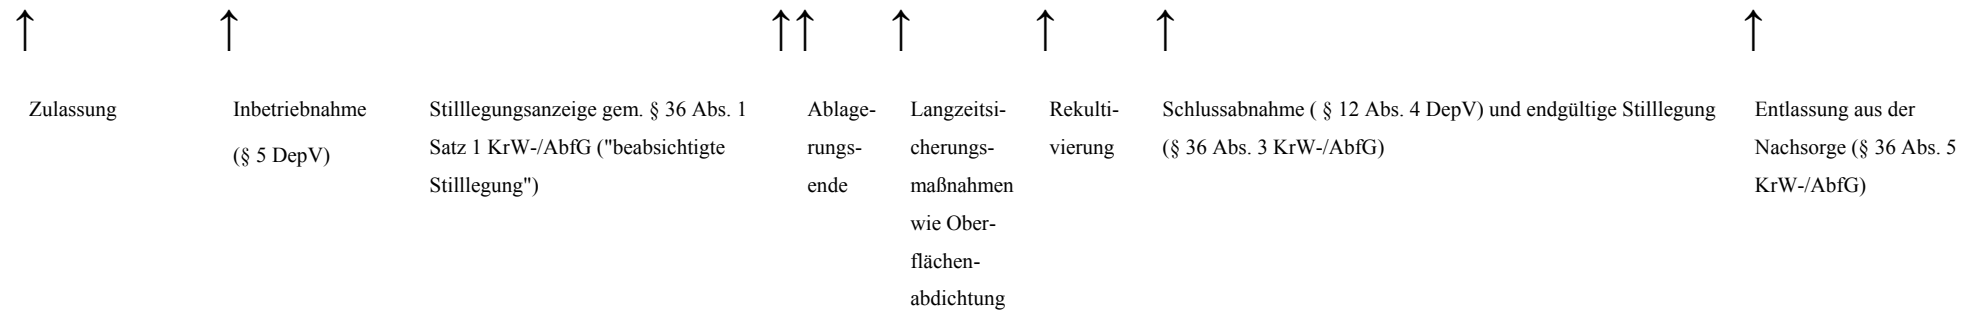 ↑ ↑ ↑↑ ↑ ↑ ↑ ↑
Zulassung
Inbetriebnahme
(§ 5 DepV)
Stilllegungsanzeige gem. § 36 Abs. 1
Satz 1 KrW-/AbfG ("beabsichtigte
Stilllegung")
Ablage-
rungs-
ende
Langzeitsi-
cherungs-
maßnahmen
wie Ober-
flächen-
abdichtung
Rekulti-
vierung
Schlussabnahme ( § 12 Abs. 4 DepV) und endgültige Stilllegung
(§ 36 Abs. 3 KrW-/AbfG)
Entlassung aus der
Nachsorge (§ 36 Abs. 5
KrW-/AbfG)